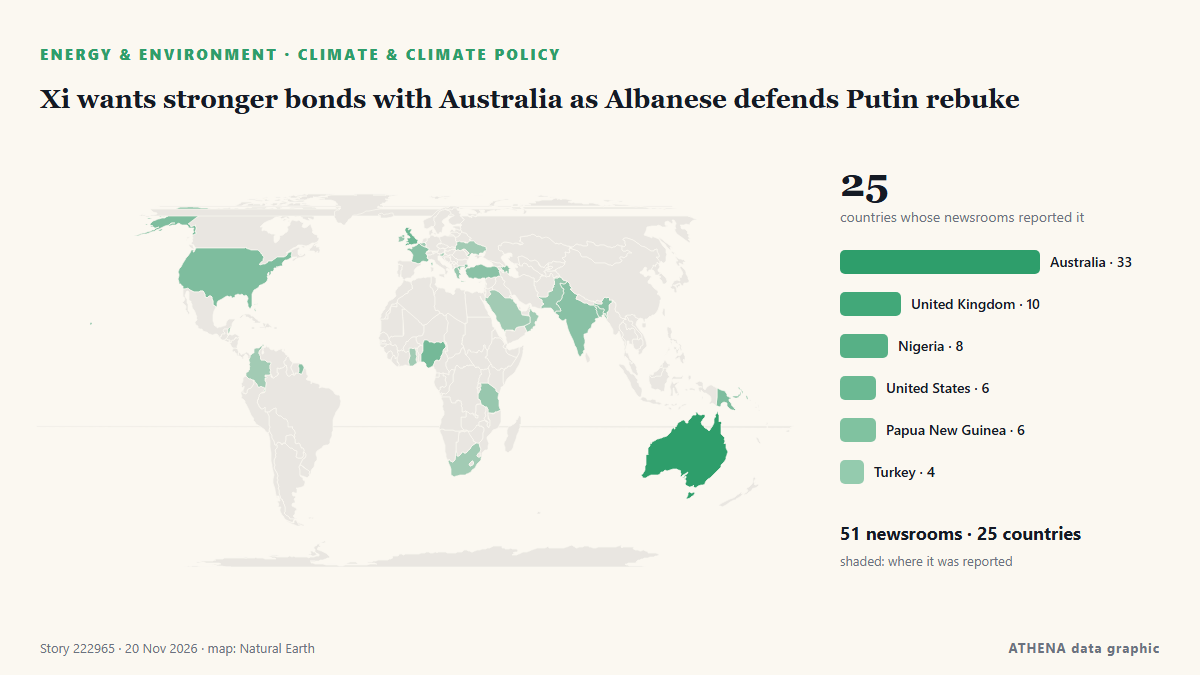 ENERGY & ENVIRONMENT · CLIMATE & CLIMATE POLICY
Xi wants stronger bonds with Australia as Albanese defends Putin rebuke
25
countries whose newsrooms reported it
Australia · 33
United Kingdom · 10
Nigeria · 8
United States · 6
Papua New Guinea · 6
Turkey · 4
51 newsrooms · 25 countries
shaded: where it was reported
Story 222965 · 20 Nov 2026 · map: Natural Earth
ATHENA data graphic